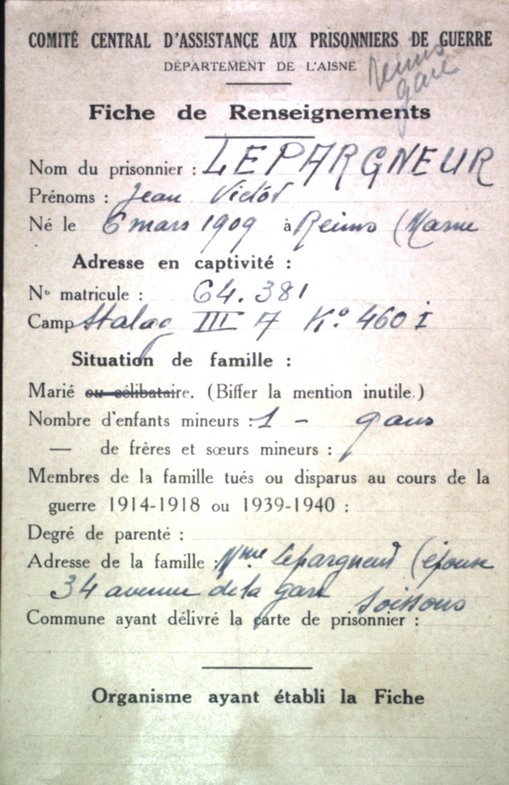 COMITÉ CENTRAL D'ASSISTANCE AUX PRISONNIERS DE GUERRE
DÉPARTEMENT DE L'AISNE
Reims
gare
Fiche de Renseignements
Nom du prisonnier : LEPARGNEUR
Prénoms : Jean Victor
Né le 6 mars 1909 à Reims (Marne
Adresse en captivité :
No matricule : 64.381
Camp Stalag III A Ko 460 I
Situation de famille :
Marié ou célibataire. (Biffer la mention inutile.)
Nombre d'enfants mineurs : 1 -
— de frères et sœurs mineurs :
Membres de la famille tués ou disparus au cours de la
guerre 1914-1918 ou 1939-1940 :
Degré de parenté :
Adresse de la famille : Mme Lepargneur (épouse
34 avenue de la gare Soissons
Commune ayant délivré la carte de prisonnier :
Organisme ayant établi la Fiche